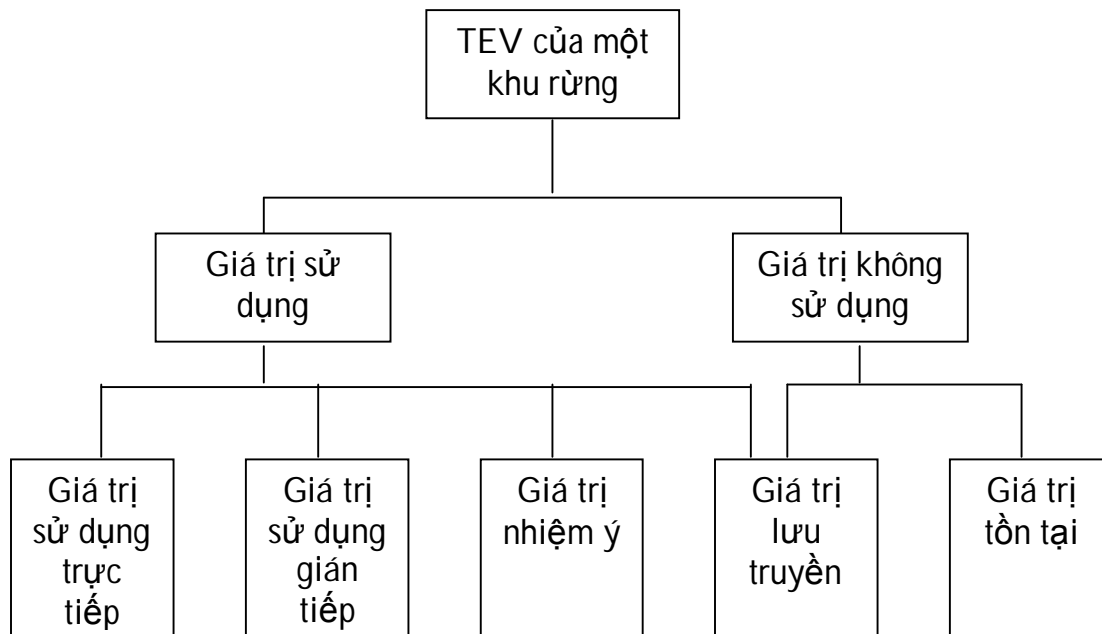 TEV của một
khu rừng
Giá trị sử
dụng
Giá trị không
sử dụng
Giá trị
sử dụng
trực
tiếp
Giá trị
sử dụng
gián
tiếp
Giá trị
nhiệm ý
Giá trị
lưu
truyền
Giá trị
tồn tại